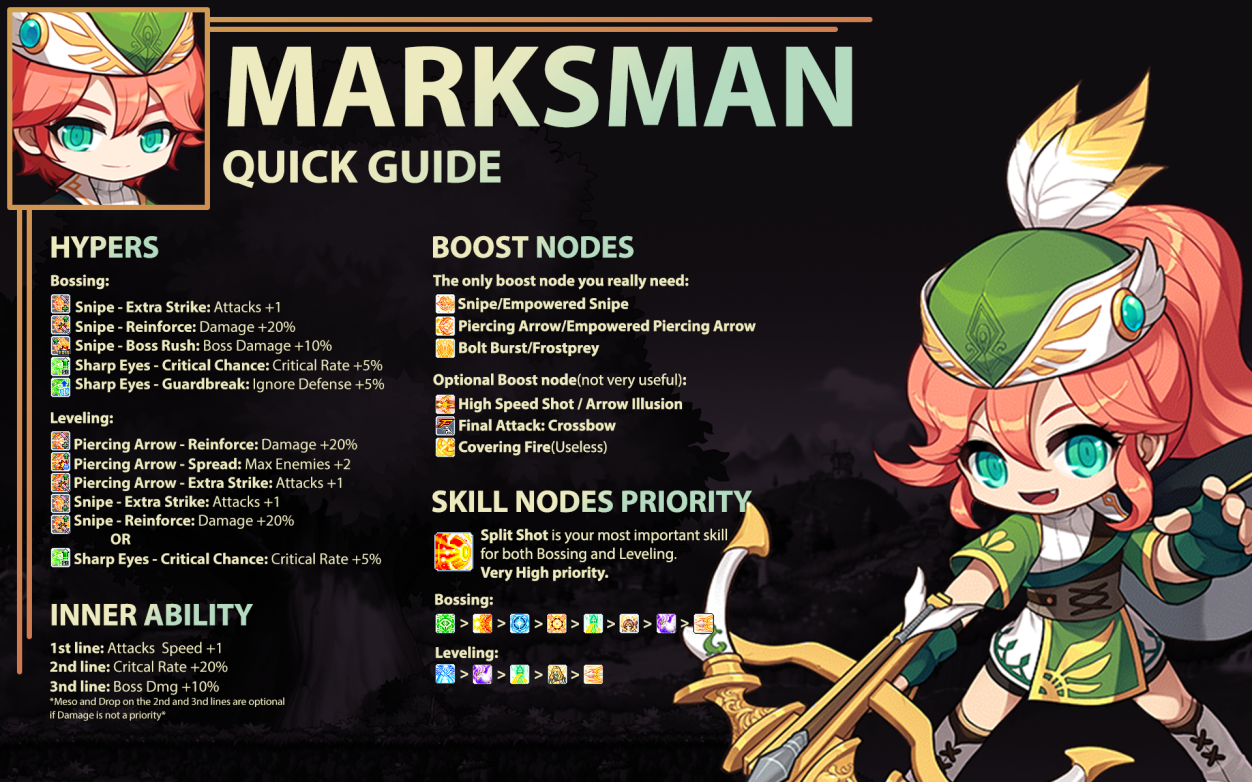 MARKSMAN
QUICK GUIDE
HYPERS
Bossing:
Snipe - Extra Strike: Attacks +1
Snipe - Reinforce: Damage +20%
Snipe - Boss Rush: Boss Damage +10%
Sharp Eyes - Critical Chance: Critical Rate +5%
Sharp Eyes - Guardbreak: Ignore Defense +5%
Leveling:
Piercing Arrow - Reinforce: Damage +20%
Piercing Arrow - Spread: Max Enemies +2
Piercing Arrow - Extra Strike: Attacks +1
Snipe - Extra Strike: Attacks +1
Snipe - Reinforce: Damage +20%
OR
Sharp Eyes - Critical Chance: Critical Rate +5%
INNER ABILITY
1st line: Attacks Speed +1
2nd line: Critcal Rate +20%
3nd line: Boss Dmg +10%
*Meso and Drop on the 2nd and 3nd lines are optional
if Damage is not a priority*
BOOST NODES
The only boost node you really need:
Snipe/Empowered Snipe
Piercing Arrow/Empowered Piercing Arrow
Bolt Burst/Frostprey
Optional Boost node(not very useful):
High Speed Shot / Arrow Illusion
Final Attack: Crossbow
Covering Fire(Useless)
SKILL NODES PRIORITY
Split Shot is your most important skill
for both Bossing and Leveling.
Very High priority.
Bossing:
> > > > > > >
Leveling:
> > > >